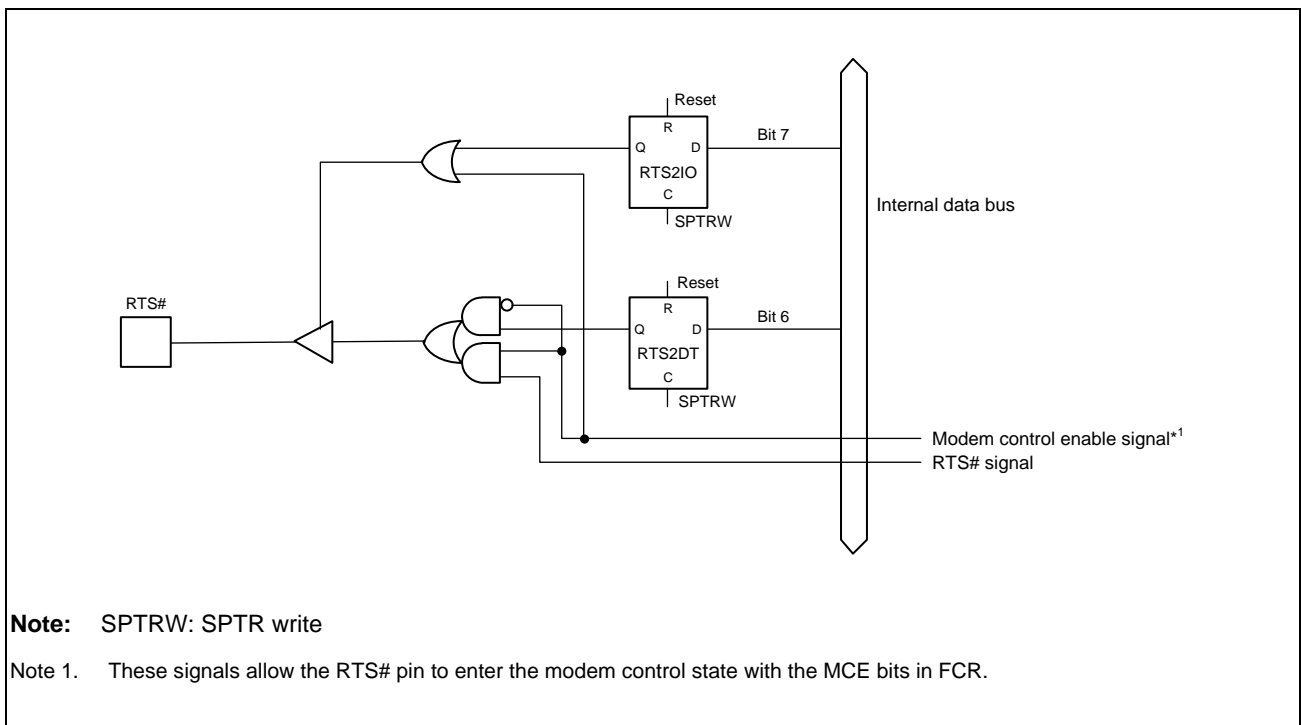 Reset
R
Bit 7
Q D
RTS2IO
C
SPTRW
Internal data bus
Reset
R
Bit 6
RTS#
Q D
RTS2DT
C
SPTRW
Modem control enable signal*1
RTS# signal
Note: SPTRW: SPTR write
Note 1. These signals allow the RTS# pin to enter the modem control state with the MCE bits in FCR.